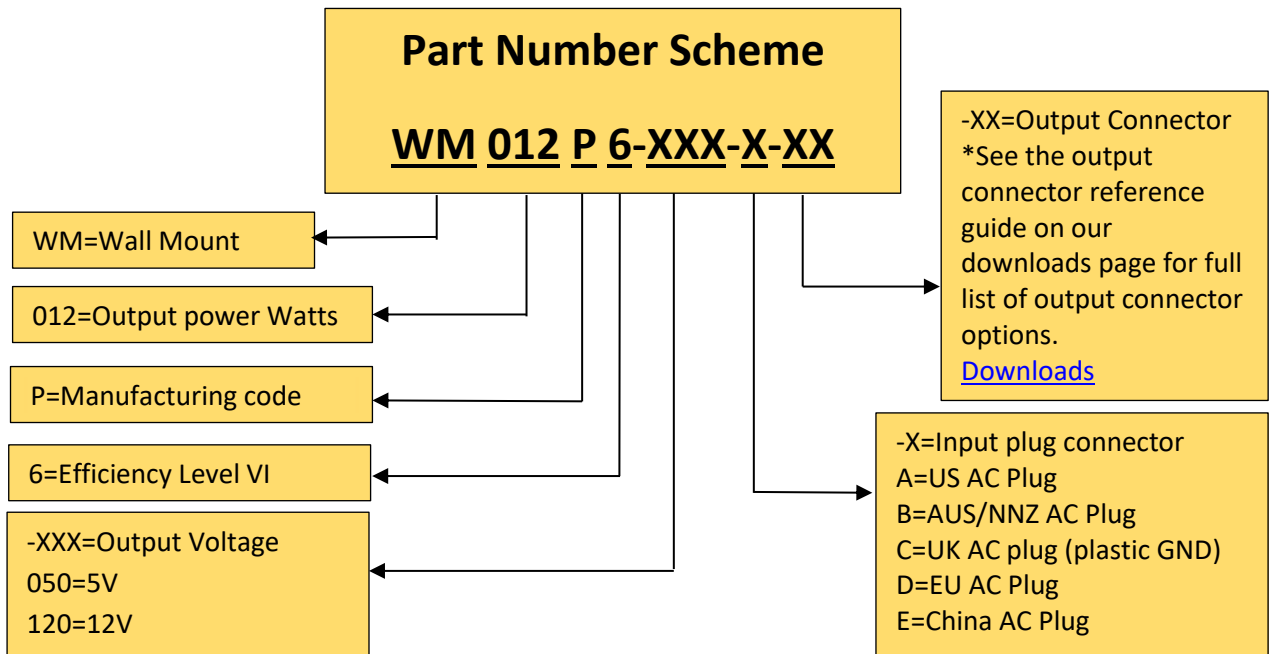 Part Number Scheme
WM 012 P 6-XXX-X-XX
WM=Wall Mount
012=Output power Watts
P=Manufacturing code
6=Efficiency Level VI
-XXX=Output Voltage
050=5V
120=12V
-XX=Output Connector
*See the output
connector reference
guide on our
downloads page for full
list of output connector
options.
Downloads
-X=Input plug connector
A=US AC Plug
B=AUS/NNZ AC Plug
C=UK AC plug (plastic GND)
D=EU AC Plug
E=China AC Plug